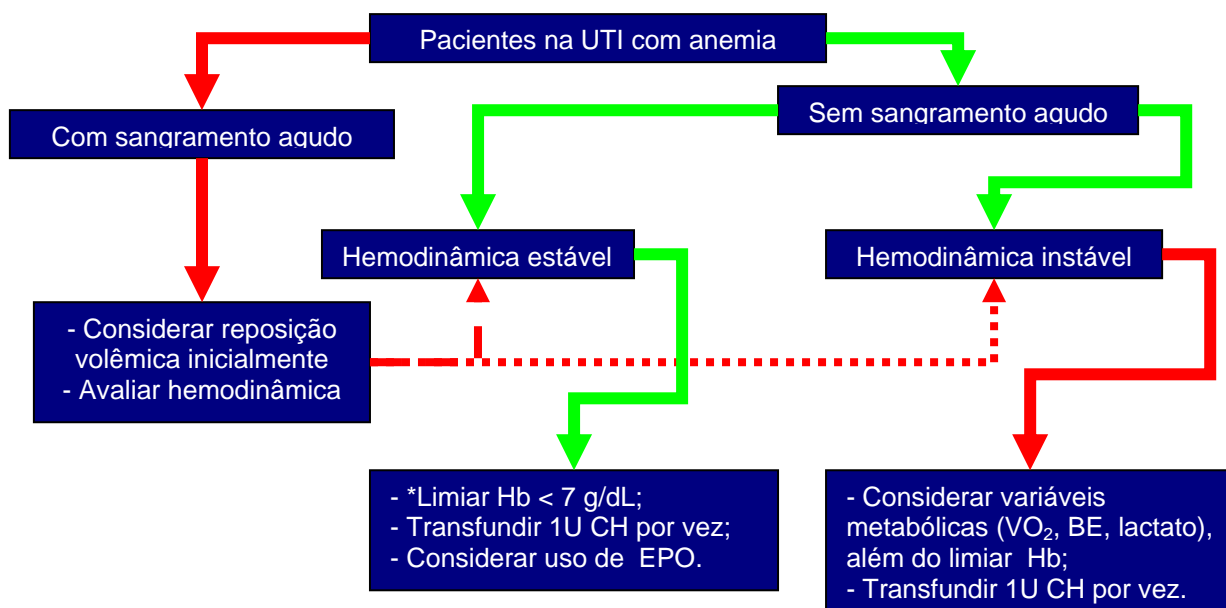 Pacientes na UTI com anemia
Com sangramento agudo
Sem sangramento agudo
Hemodinâmica estável
Hemodinâmica instável
- Considerar reposição
volêmica inicialmente
- Avaliar hemodinâmica
- *Limiar Hb < 7 g/dL;
- Transfundir 1U CH por vez;
- Considerar uso de EPO.
- Considerar variáveis
metabólicas (VO₂, BE, lactato),
além do limiar Hb;
- Transfundir 1U CH por vez.